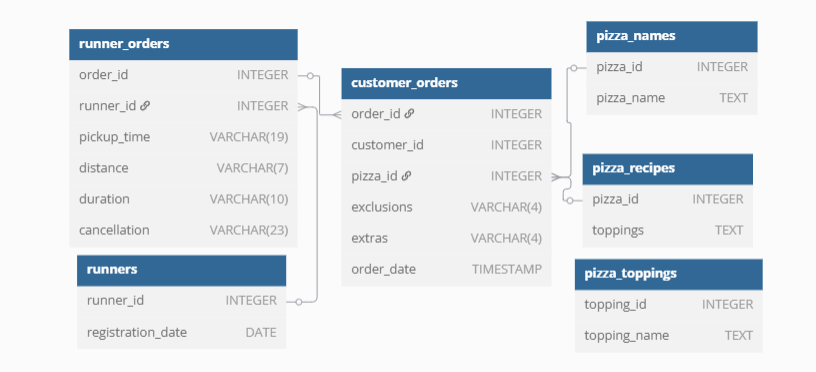 runner_orders
order_id INTEGER
runner_id INTEGER
pickup_time VARCHAR(19)
distance VARCHAR(7)
duration VARCHAR(10)
cancellation VARCHAR(23)
runners
runner_id INTEGER
registration_date DATE
customer_orders
order_id INTEGER
customer_id INTEGER
pizza_id INTEGER
exclusions VARCHAR(4)
extras VARCHAR(4)
order_date TIMESTAMP
pizza_names
pizza_id INTEGER
pizza_name TEXT
pizza_recipes
pizza_id INTEGER
toppings TEXT
pizza_toppings
topping_id INTEGER
topping_name TEXT